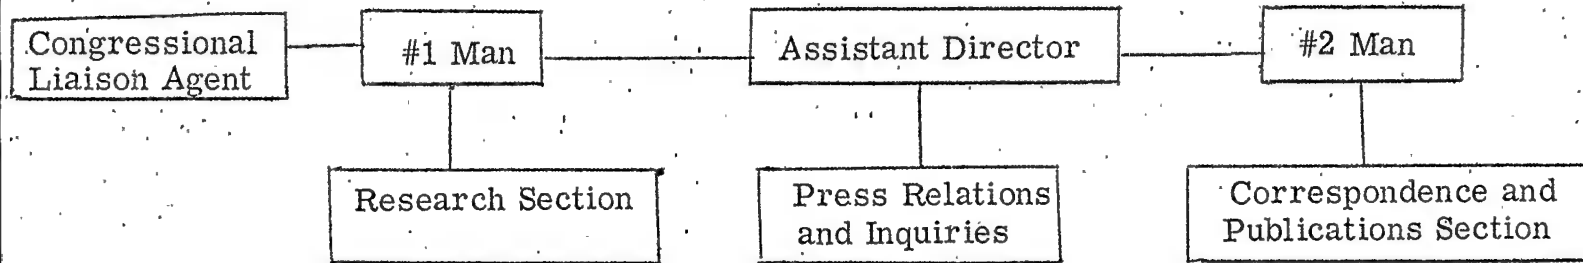 Congressional
Liaison Agent
#1 Man
Assistant Director
#2 Man
Research Section
Press Relations
and Inquiries
Correspondence and
Publications Section